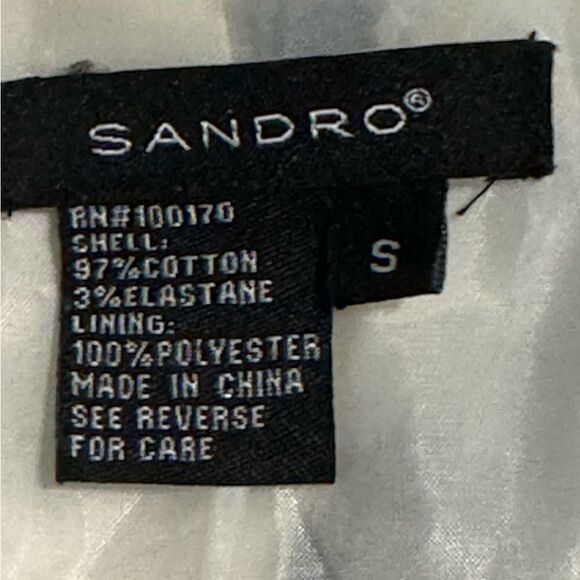 SANDRO®
RN#100170
SHELL:
97%COTTON
3%ELASTANE
LINING:
100%POLYESTER
MADE IN CHINA
SEE REVERSE
FOR CARE
S